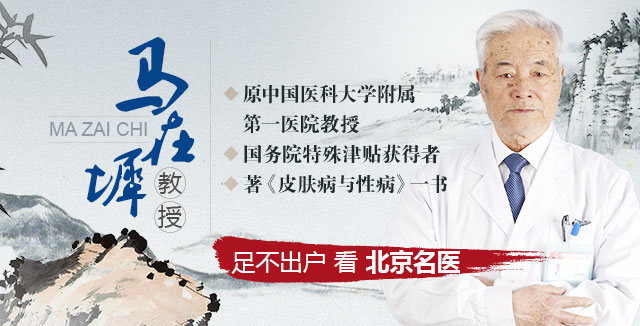 马在墀
教授
MA ZAI CHI
原中国医科大学附属
第一医院教授
国务院特殊津贴获得者
著《皮肤病与性病》一书
足不出户 看 北京名医